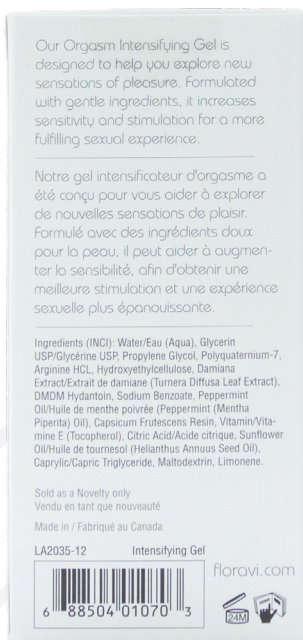 Our Orgasm Intensifying Gel is
designed to help you explore new
sensations of pleasure. Formulated
with gentle ingredients, it increases
sensitivity and stimulation for a more
fulfilling sexual experience.
Notre gel intensificateur d'orgasme a
été conçu pour vous aider à explorer
de nouvelles sensations de plaisir.
Formulé avec des ingrédients doux
pour la peau, il peut aider à augmen-
ter la sensibilité, afin d'obtenir une
meilleure stimulation et une expérience
sexuelle plus épanouissante.
Ingredients (INCI): Water/Eau (Aqua), Glycerin
USP/Glycérine USP, Propylene Glycol, Polyquaternium-7,
Arginine HCL, Hydroxyethylcellulose, Damiana
Extract/Extrait de damiane (Turnera Diffusa Leaf Extract),
DMDM Hydantoin, Sodium Benzoate, Peppermint
Oil/Huile de menthe poivrée (Peppermint (Mentha
Piperita) Oil), Capsicum Frutescens Resin, Vitamin/Vita-
mine E (Tocopherol), Citric Acid/Acide citrique, Sunflower
Oil/Huile de tournesol (Helianthus Annuus Seed Oil),
Caprylic/Capric Triglyceride, Maltodextrin, Limonene.
Sold as a Novelty only
Vendu en tant que nouveauté
Made in / Fabriqué au Canada
LA2035-12 Intensifying Gel
floravi.com
6 88504 01070 3
24M